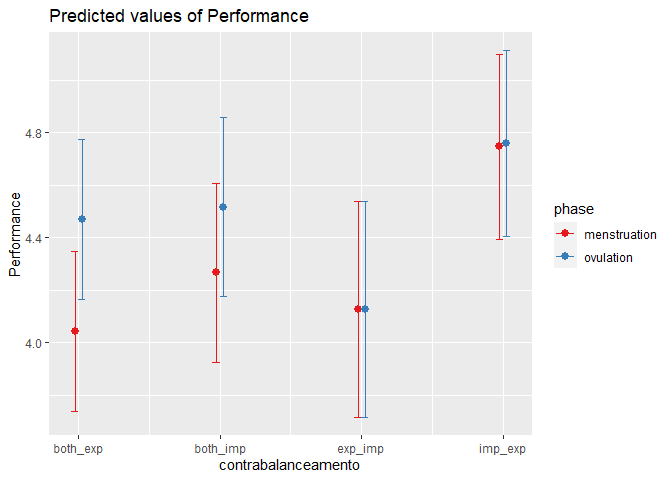 Predicted values of Performance
Performance
4.8
4.4
4.0
both_exp both_imp exp_imp imp_exp
contrabalanceamento
phase
menstruation
ovulation